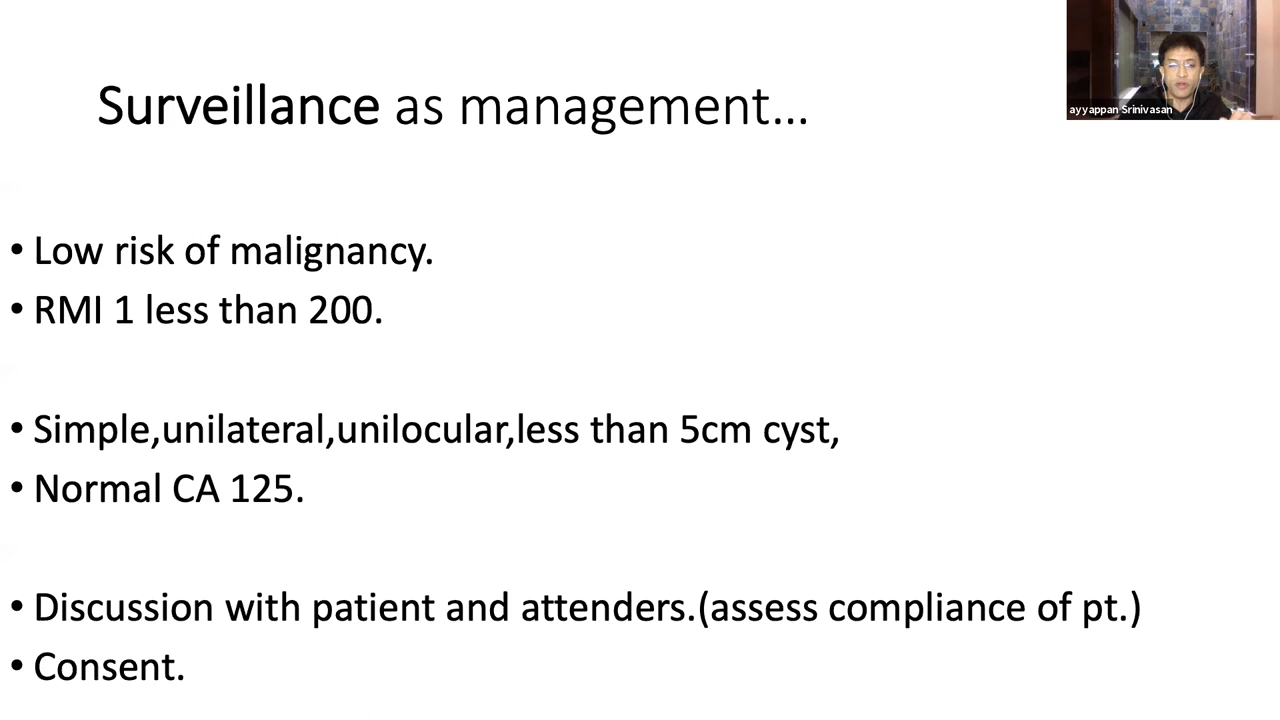 Surveillance as management...
ayyappan Srinivasan
• Low risk of malignancy.
• RMI 1 less than 200.
• Simple,unilateral,unilocular,less than 5cm cyst,
• Normal CA 125.
• Discussion with patient and attenders.(assess compliance of pt.)
• Consent.